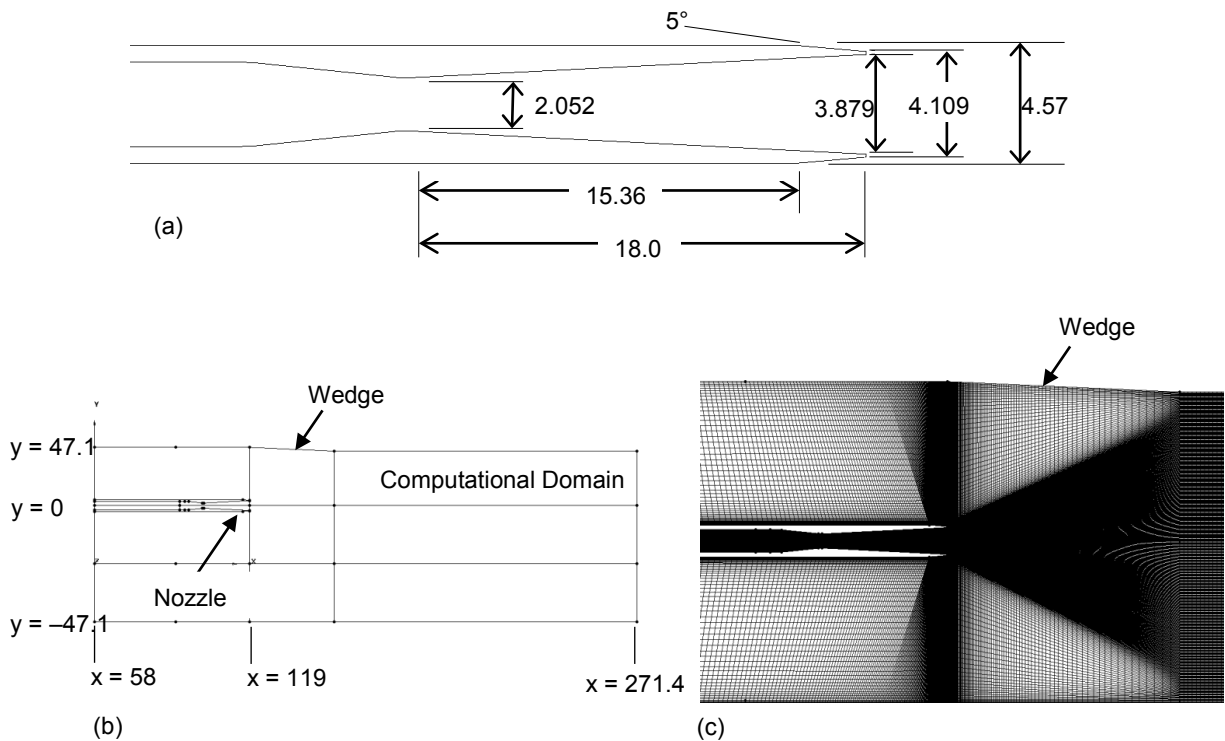 5°
2.052
3.879
4.109
4.57
15.36
18.0
(a)
Wedge
Y
y = 47.1
Computational Domain
y = 0
X
Nozzle
y = –47.1
x = 58
x = 119
x = 271.4
(b)
Wedge
(c)